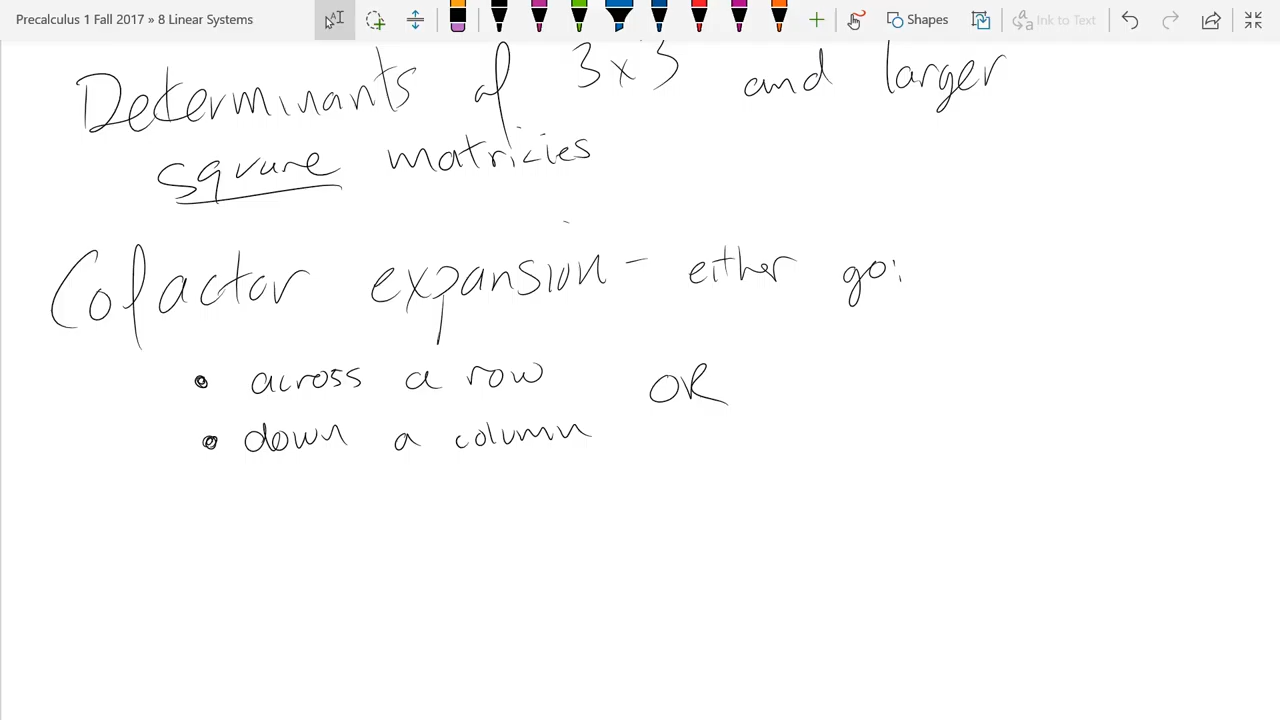 Precalculus 1 Fall 2017 » 8 Linear Systems
Shapes
Ink to Text
Determinants of 3x3 and larger
square matricies
Cofactor expansion - either go:
• across a row OR
• down a column